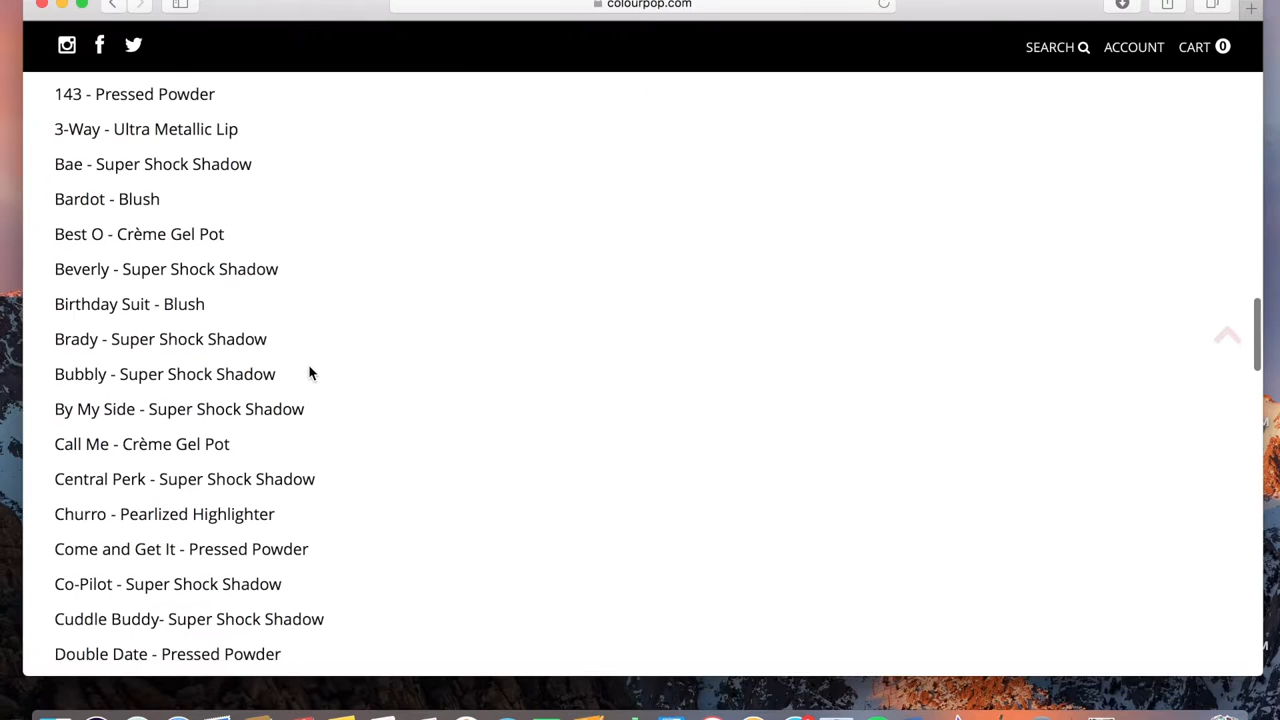 colourpop.com
SEARCH ACCOUNT CART 0
143 - Pressed Powder
3-Way - Ultra Metallic Lip
Bae - Super Shock Shadow
Bardot - Blush
Best O - Crème Gel Pot
Beverly - Super Shock Shadow
Birthday Suit - Blush
Brady - Super Shock Shadow
Bubbly - Super Shock Shadow
By My Side - Super Shock Shadow
Call Me - Crème Gel Pot
Central Perk - Super Shock Shadow
Churro - Pearlized Highlighter
Come and Get It - Pressed Powder
Co-Pilot - Super Shock Shadow
Cuddle Buddy- Super Shock Shadow
Double Date - Pressed Powder